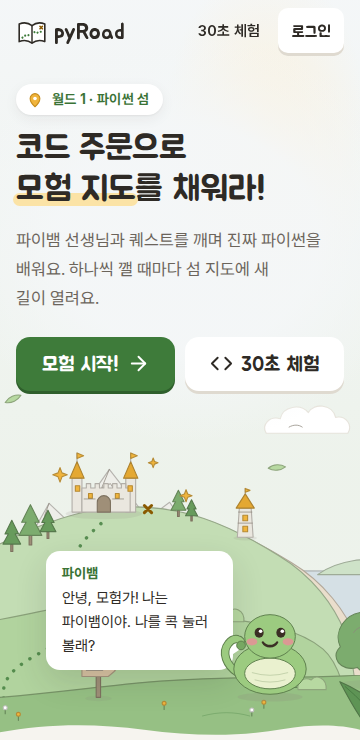 pyRoad
30초 체험
로그인
월드 1 · 파이썬 섬
코드 주문으로
모험 지도를 채워라!
파이뱀 선생님과 퀘스트를 깨며 진짜 파이썬을
배워요. 하나씩 깰 때마다 섬 지도에 새
길이 열려요.
모험 시작!
30초 체험
파이뱀
안녕, 모험가! 나는
파이뱀이야. 나를 콕 눌러
볼래?